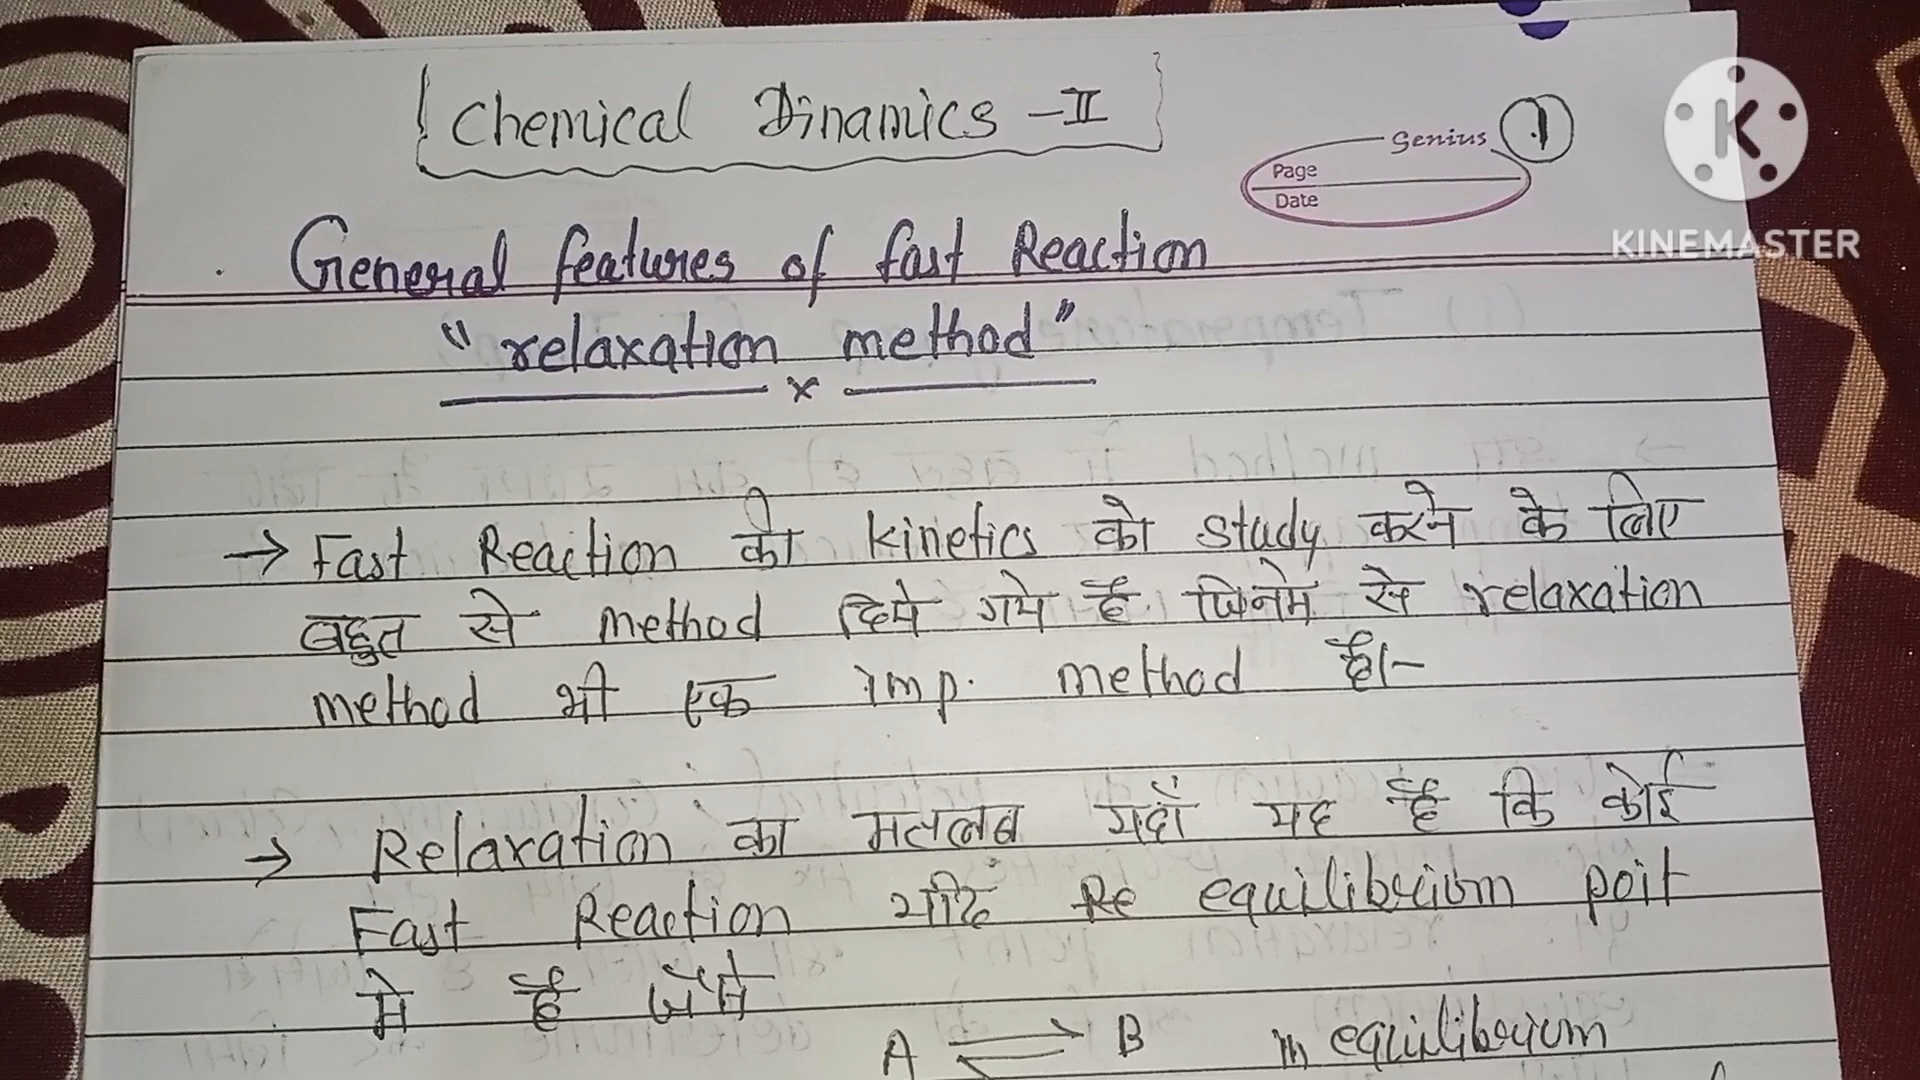 Chemical Dinamics -II
1
Genius
Page
Date
KINEMASTER
General features of fast Reaction
"relaxation method"
x
→ Fast Reaction की kinetics को study करने के लिए
बहुत से method दिये गये है जिनमे से relaxation
method भी एक imp. method है।-
→ Relaxation का मतलब यहाँ यह है कि कोई
Fast Reaction यदि Re equilibrium poit
मे है जैसे
A ⇌ B in equilibrium